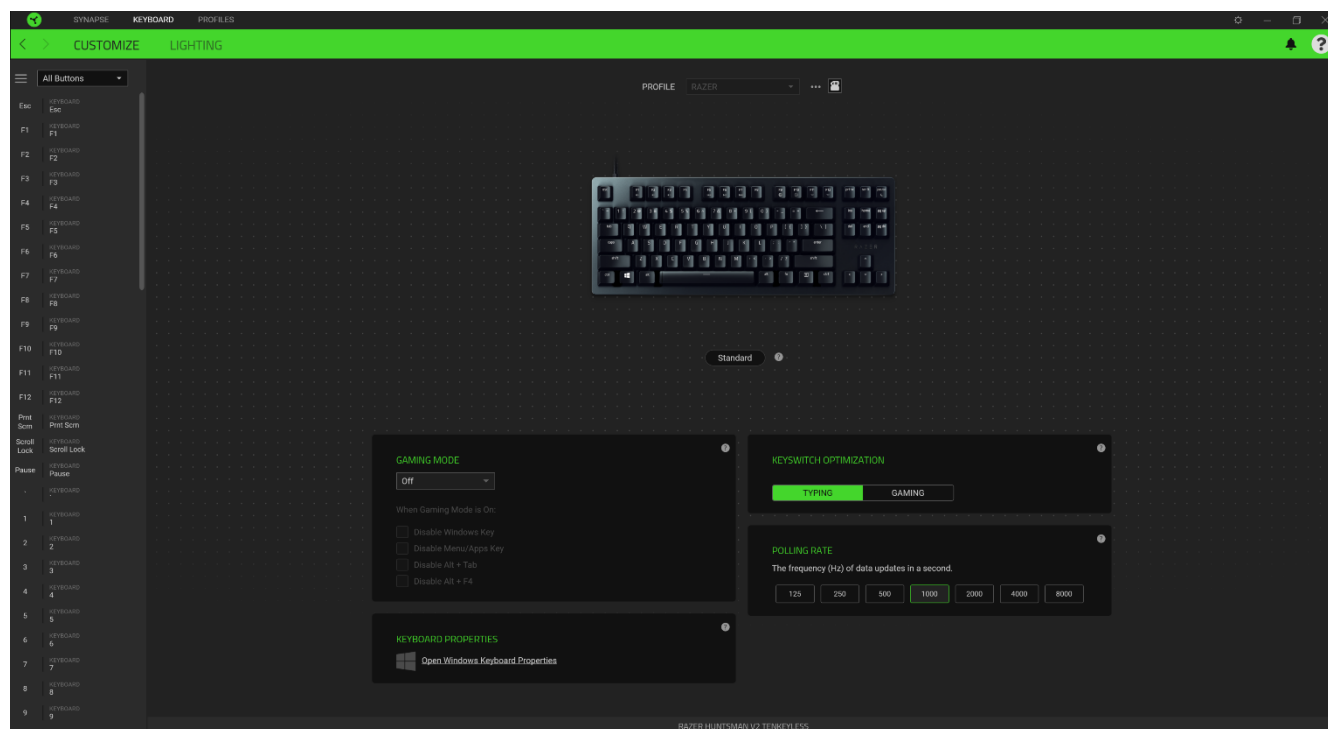 SYNAPSE KEYBOARD PROFILES
CUSTOMIZE LIGHTING
All Buttons
PROFILE RAZER
Esc KEYBOARD Esc
F1 KEYBOARD F1
F2 KEYBOARD F2
F3 KEYBOARD F3
F4 KEYBOARD F4
F5 KEYBOARD F5
F6 KEYBOARD F6
F7 KEYBOARD F7
F8 KEYBOARD F8
F9 KEYBOARD F9
F10 KEYBOARD F10
F11 KEYBOARD F11
F12 KEYBOARD F12
Prnt Scrn KEYBOARD Prnt Scrn
Scroll Lock KEYBOARD Scroll Lock
Pause KEYBOARD Pause
KEYBOARD
1 KEYBOARD 1
2 KEYBOARD 2
3 KEYBOARD 3
4 KEYBOARD 4
5 KEYBOARD 5
6 KEYBOARD 6
7 KEYBOARD 7
8 KEYBOARD 8
9 KEYBOARD 9
Standard
GAMING MODE
Off
When Gaming Mode is On:
Disable Windows Key
Disable Menu/Apps Key
Disable Alt + Tab
Disable Alt + F4
KEYBOARD PROPERTIES
Open Windows Keyboard Properties
KEYSWITCH OPTIMIZATION
TYPING GAMING
POLLING RATE
The frequency (Hz) of data updates in a second.
125 250 500 1000 2000 4000 8000
RAZER HUNTSMAN V2 TENKEYLESS